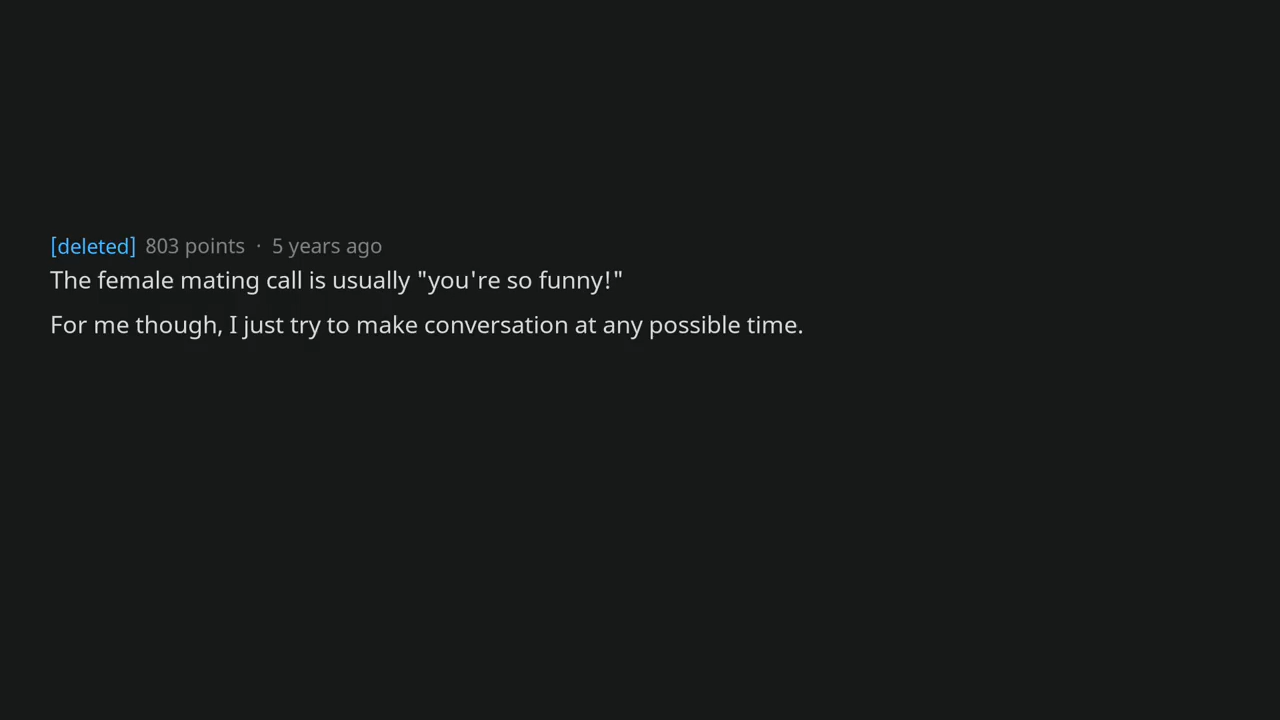 [deleted] 803 points · 5 years ago
The female mating call is usually "you're so funny!"
For me though, I just try to make conversation at any possible time.